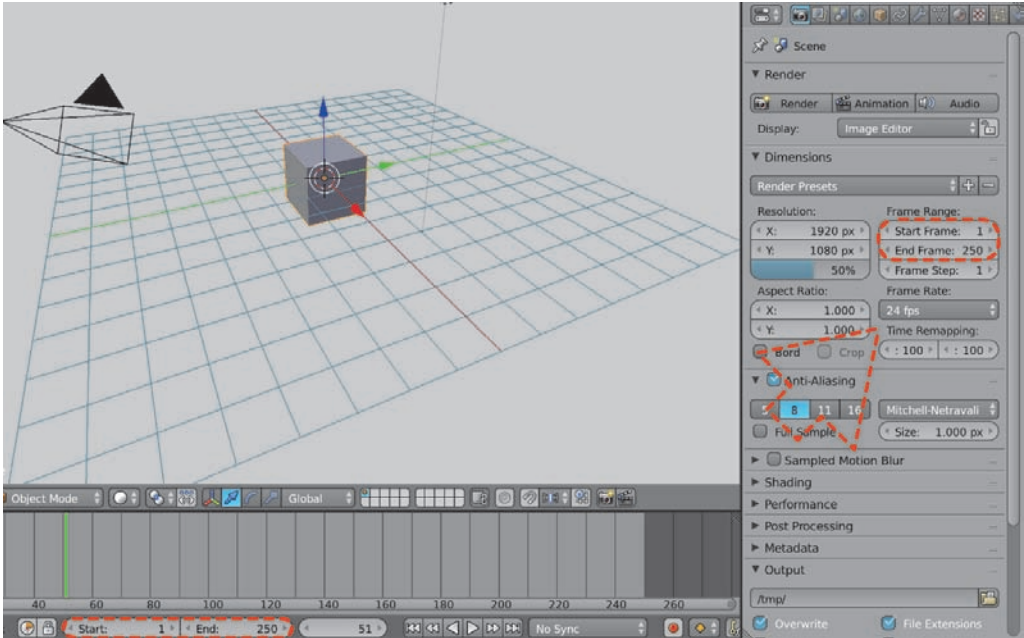 Scene
Render
Render Animation Audio
Display: Image Editor
Dimensions
Render Presets
Resolution: Frame Range:
X: 1920 px Start Frame: 1
Y: 1080 px End Frame: 250
50% Frame Step: 1
Aspect Ratio: Frame Rate:
X: 1.000 24 fps
Y: 1.000 Time Remapping:
Bord Crop : 100 : 100
Anti-Aliasing
5 8 11 16 Mitchell-Netravali
Full Sample Size: 1.000 px
Sampled Motion Blur
Shading
Performance
Post Processing
Metadata
Output
/tmp/
Overwrite File Extensions
Object Mode Global
40 60 80 100 120 140 160 180 200 220 240 260
Start: 1 End: 250 51 No Sync